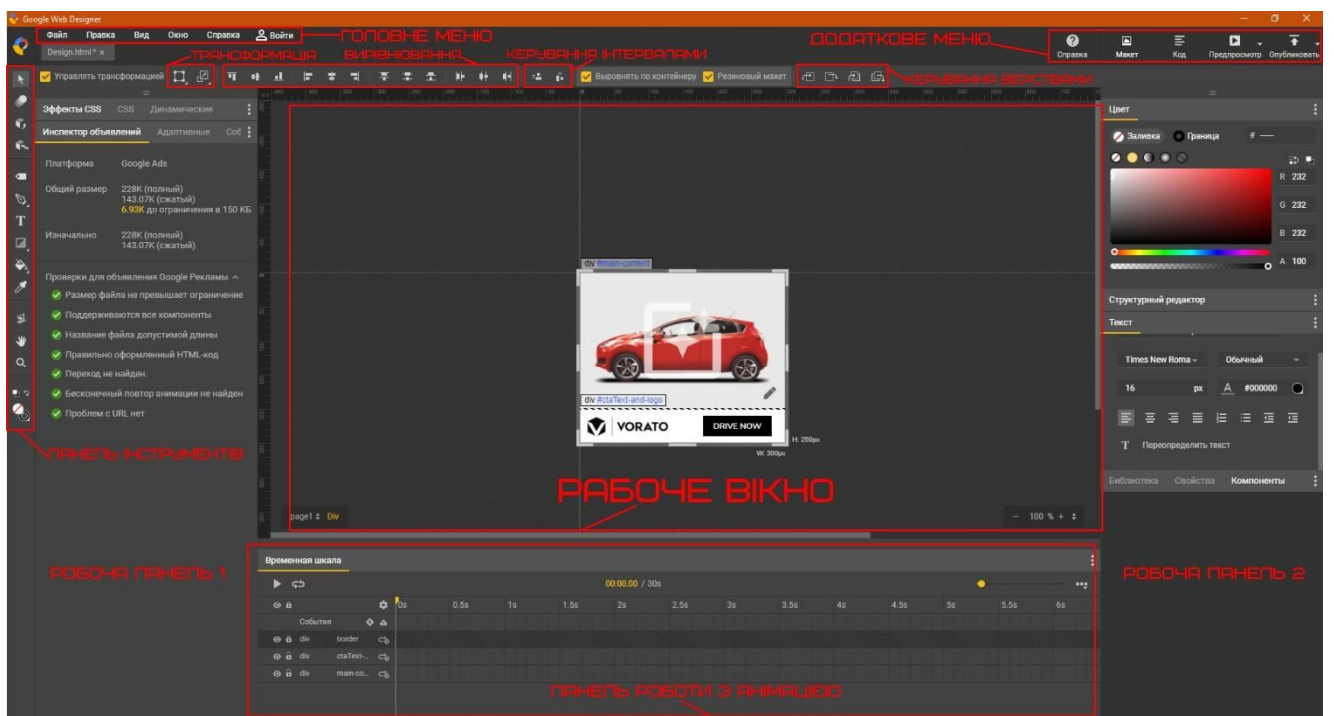 Google Web Designer
Файл Правка Вид Окно Справка Войти
ГОЛОВНЕ МЕНЮ
ДОДАТКОВЕ МЕНЮ
Design.html* ×
ТРАНСФОРМАЦІЯ
ВИРІВНЮВАННЯ
КЕРУВАННЯ ІНТЕРВАЛАМИ
Справка Макет Код Предпросмотр Опубликовать
Управлять трансформацией
Выровнять по контейнеру
Резиновый макет
КЕРУВАННЯ ВЕРСТВАМИ
Эффекты CSS CSS Динамические
Инспектор объявлений Адаптивные Соб
Платформа Google Ads
Общий размер 228K (полный)
143.07K (сжатый)
6.93K до ограничения в 150 КБ
Изначально 228K (полный)
143.07K (сжатый)
Проверки для объявления Google Рекламы
Размер файла не превышает ограничение
Поддерживаются все компоненты
Название файла допустимой длины
Правильно оформленный HTML-код
Переход не найден.
Бесконечный повтор анимации не найден
Проблем с URL нет
ПАНЕЛЬ ІНСТРУМЕНТІВ
РОБОЧА ПАНЕЛЬ 1
div #main-content
div #ctaText-and-logo
VORATO
DRIVE NOW
H: 250px
W: 300px
РАБОЧЕ ВІКНО
page1 Div
− 100 % +
Цвет
Заливка Граница # —
R 232
G 232
B 232
A 100
Структурный редактор
Текст
Times New Roma Обычный
16 px A #000000
T Переопределить текст
Библиотека Свойства Компоненты
РОБОЧА ПАНЕЛЬ 2
Временная шкала
00:00.00 / 30s
0s 0.5s 1s 1.5s 2s 2.5s 3s 3.5s 4s 4.5s 5s 5.5s 6s
События
div border
div ctaText-...
div main-co...
ПАНЕЛЬ РОБОТИ З АНІМАЦІЄЮ